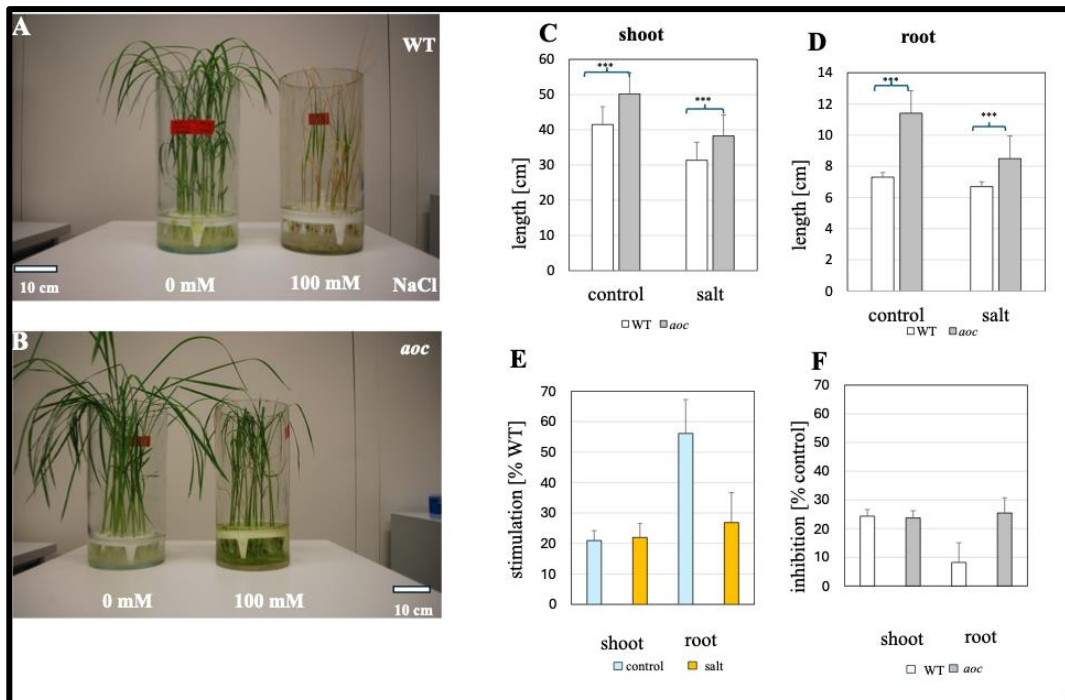 A
WT
0 mM
100 mM
NaCl
10 cm
B
aoc
0 mM
100 mM
10 cm
C
shoot
60
50
40
30
20
10
0
length [cm]
***
***
control
salt
WT
aoc
D
root
14
12
10
8
6
4
2
0
length [cm]
***
***
control
salt
WT
aoc
E
70
60
50
40
30
20
10
0
stimulation [% WT]
shoot
root
control
salt
F
70
60
50
40
30
20
10
0
inhibition [% control]
shoot
root
WT
aoc